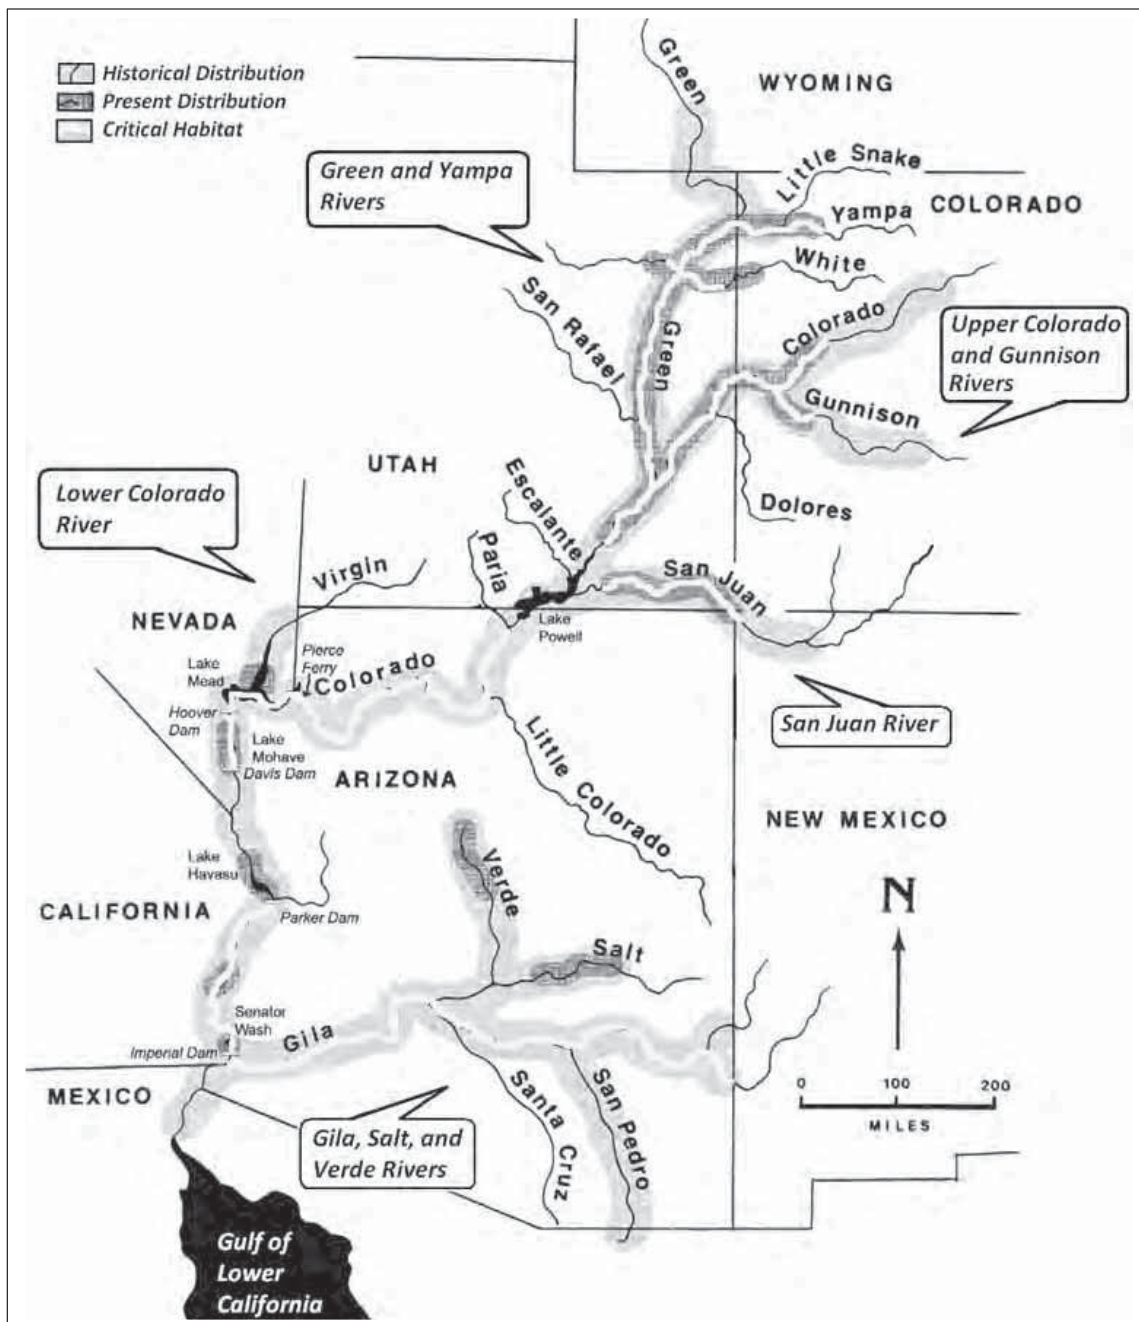 Historical Distribution
Present Distribution
Critical Habitat
Green
WYOMING
Green and Yampa
Rivers
Little Snake
Yampa
COLORADO
White
San Rafael
Green
Colorado
Upper Colorado
and Gunnison
Rivers
Gunnison
UTAH
Escalante
Dolores
Lower Colorado
River
Virgin
Paria
San Juan
NEVADA
Lake
Powell
Pierce
Ferry
Lake
Mead
Colorado
Hoover
Dam
San Juan River
Lake
Mohave
Davis Dam
ARIZONA
Little Colorado
NEW MEXICO
Verde
Lake
Havasu
CALIFORNIA
Parker Dam
N
Salt
Senator
Wash
Gila
Imperial Dam
MEXICO
Santa Cruz
San Pedro
0 100 200
MILES
Gila, Salt, and
Verde Rivers
Gulf of
Lower
California